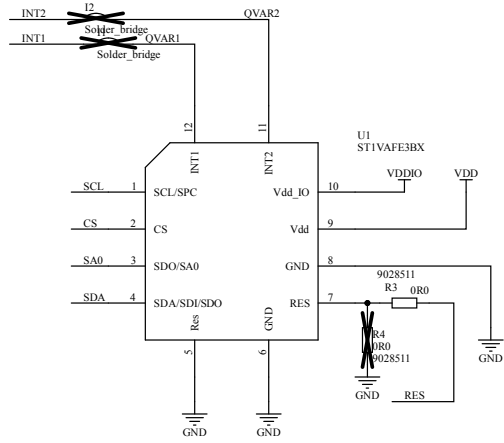 I2
INT2
QVAR2
Solder_bridge
INT1
QVAR1
Solder_bridge
12
11
INT1
INT2
U1
ST1VAFE3BX
VDDIO
VDD
SCL 1 SCL/SPC
Vdd_IO 10
CS 2 CS
Vdd 9
SA0 3 SDO/SA0
GND 8
9028511
R3 0R0
SDA 4 SDA/SDI/SDO
RES 7
Res
GND
5
6
R4
0R0
9028511
GND
GND
RES
GND
GND